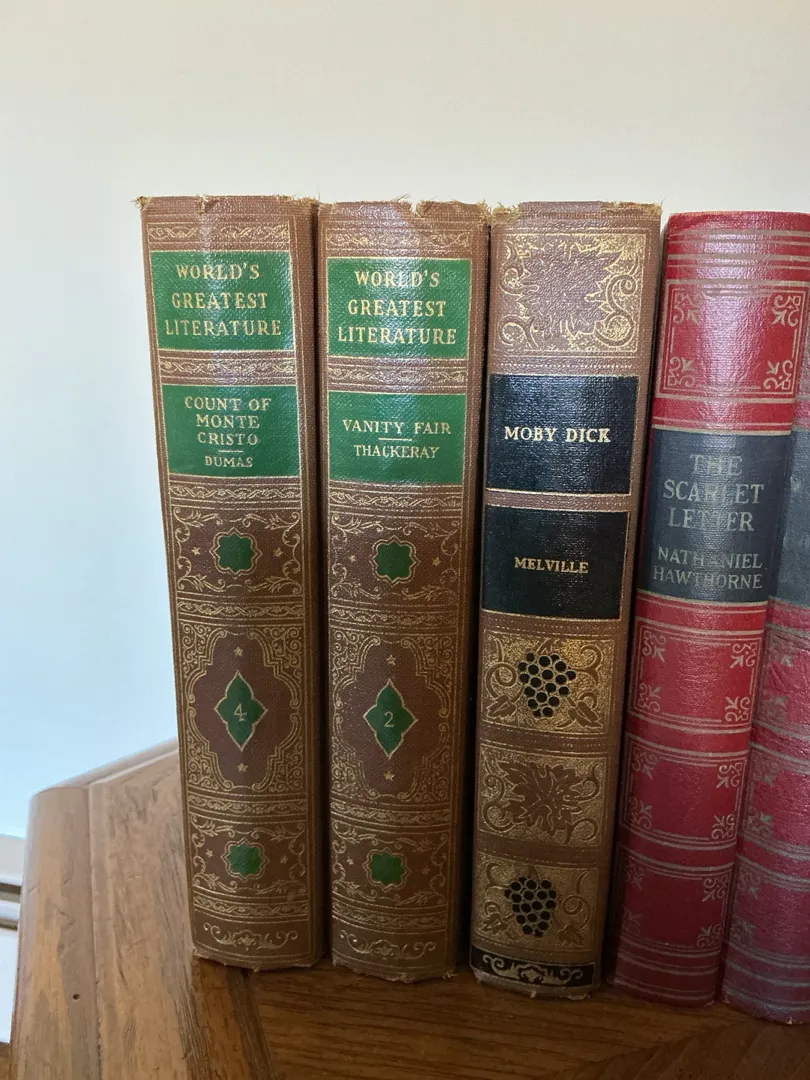 WORLD'S
GREATEST
LITERATURE
COUNT OF
MONTE
CRISTO
DUMAS
4
WORLD'S
GREATEST
LITERATURE
VANITY FAIR
THACKERAY
2
MOBY DICK
MELVILLE
THE
SCARLET
LETTER
NATHANIEL
HAWTHORNE